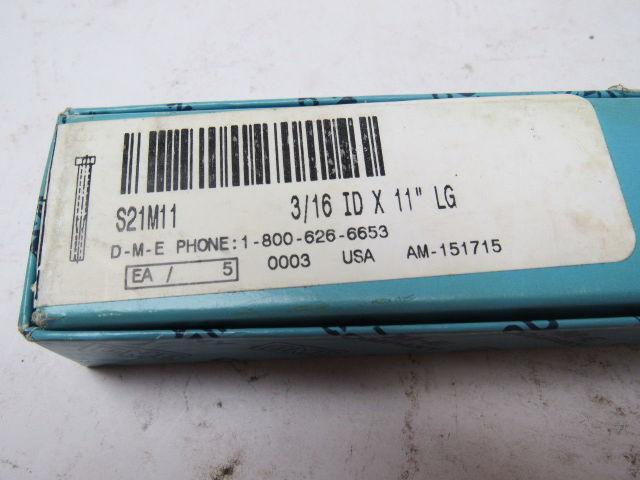 S21M11 3/16 ID X 11" LG
D-M-E PHONE:1-800-626-6653
EA / 5 0003 USA AM-151715